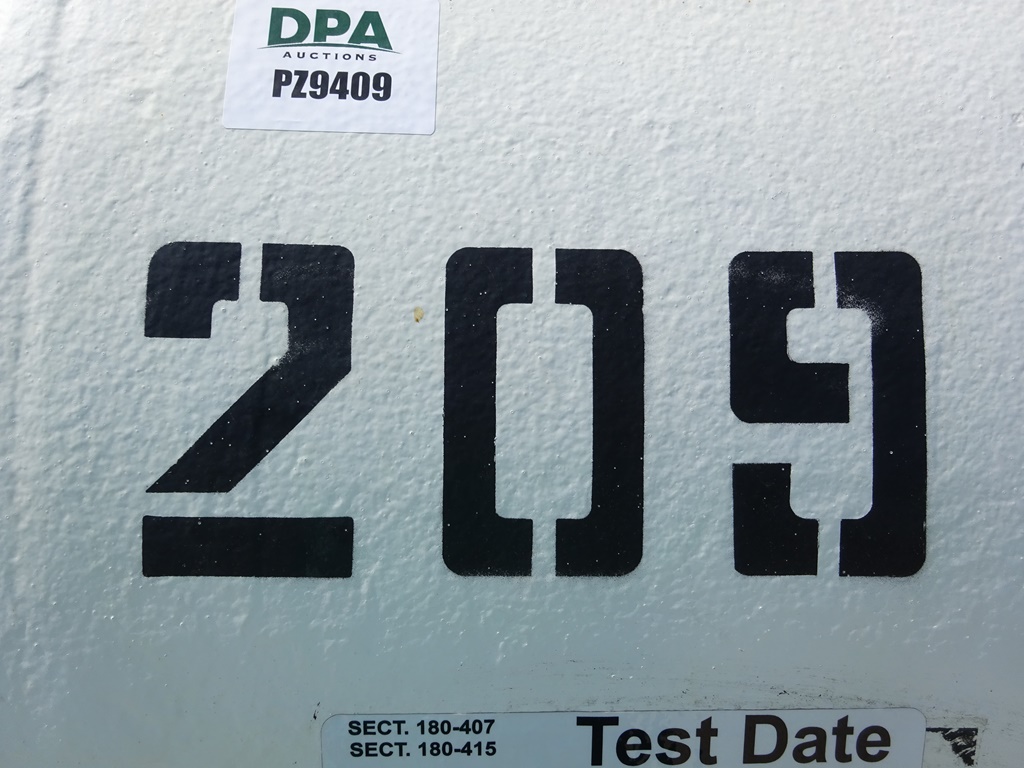 DPA
AUCTIONS
PZ9409
209
SECT. 180-407
SECT. 180-415
Test Date